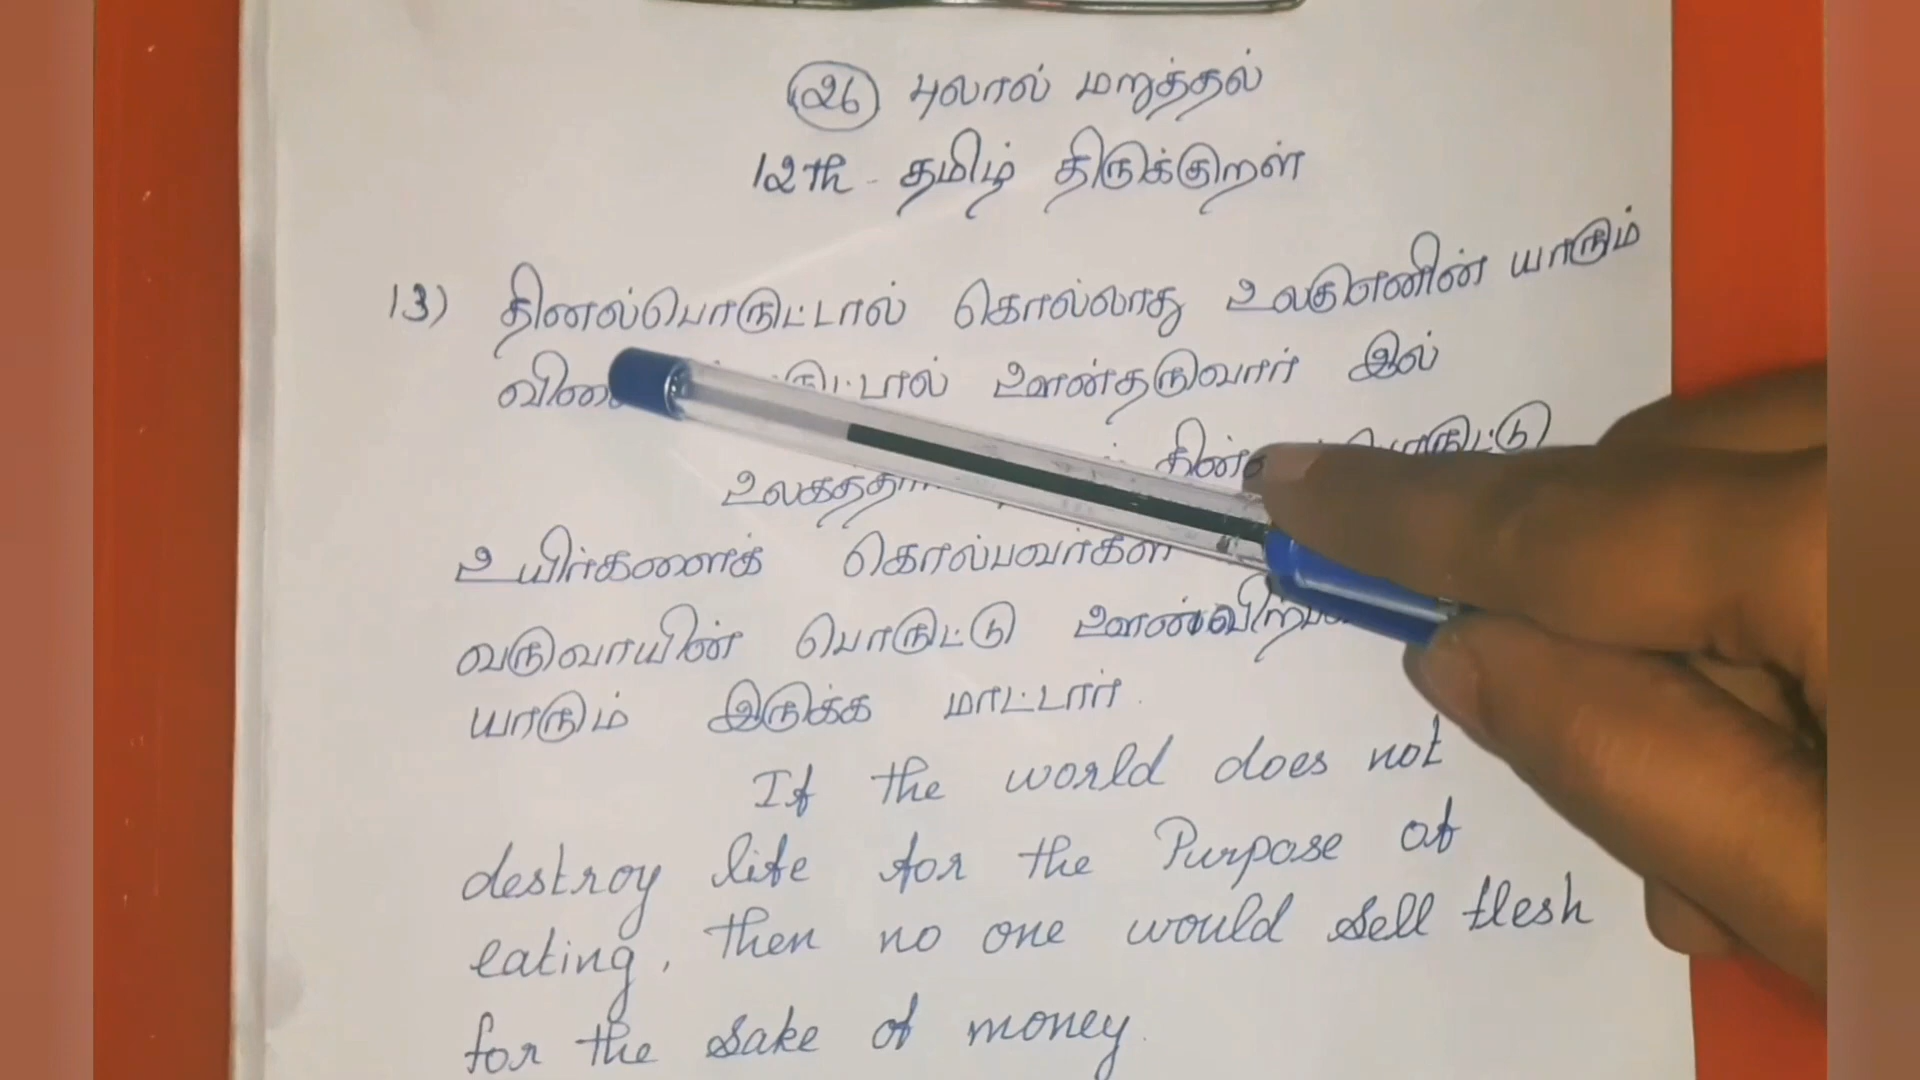 26 புலால் மறுத்தல்
12th - தமிழ் திருக்குறள்
13) தினல்பொருட்டால் கொல்லாது உலகுஎனின் யாரும்
ஊன்தருவார் இல்
உயிர்களைக் கொல்பவர்கள்
வருவாயின் பொருட்டு
யாரும் இருக்க மாட்டார்.
If the world does not
destroy life for the Purpose of
eating, then no one would sell flesh
for the sake of money.